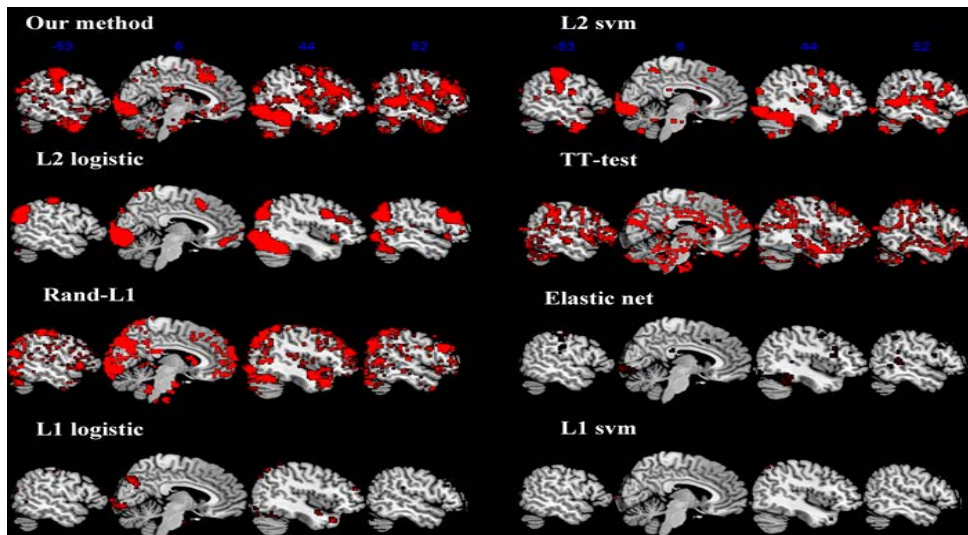 Our method
L2 svm
-53 0 44 52
-53 0 44 52
L2 logistic
TT-test
Rand-L1
Elastic net
L1 logistic
L1 svm